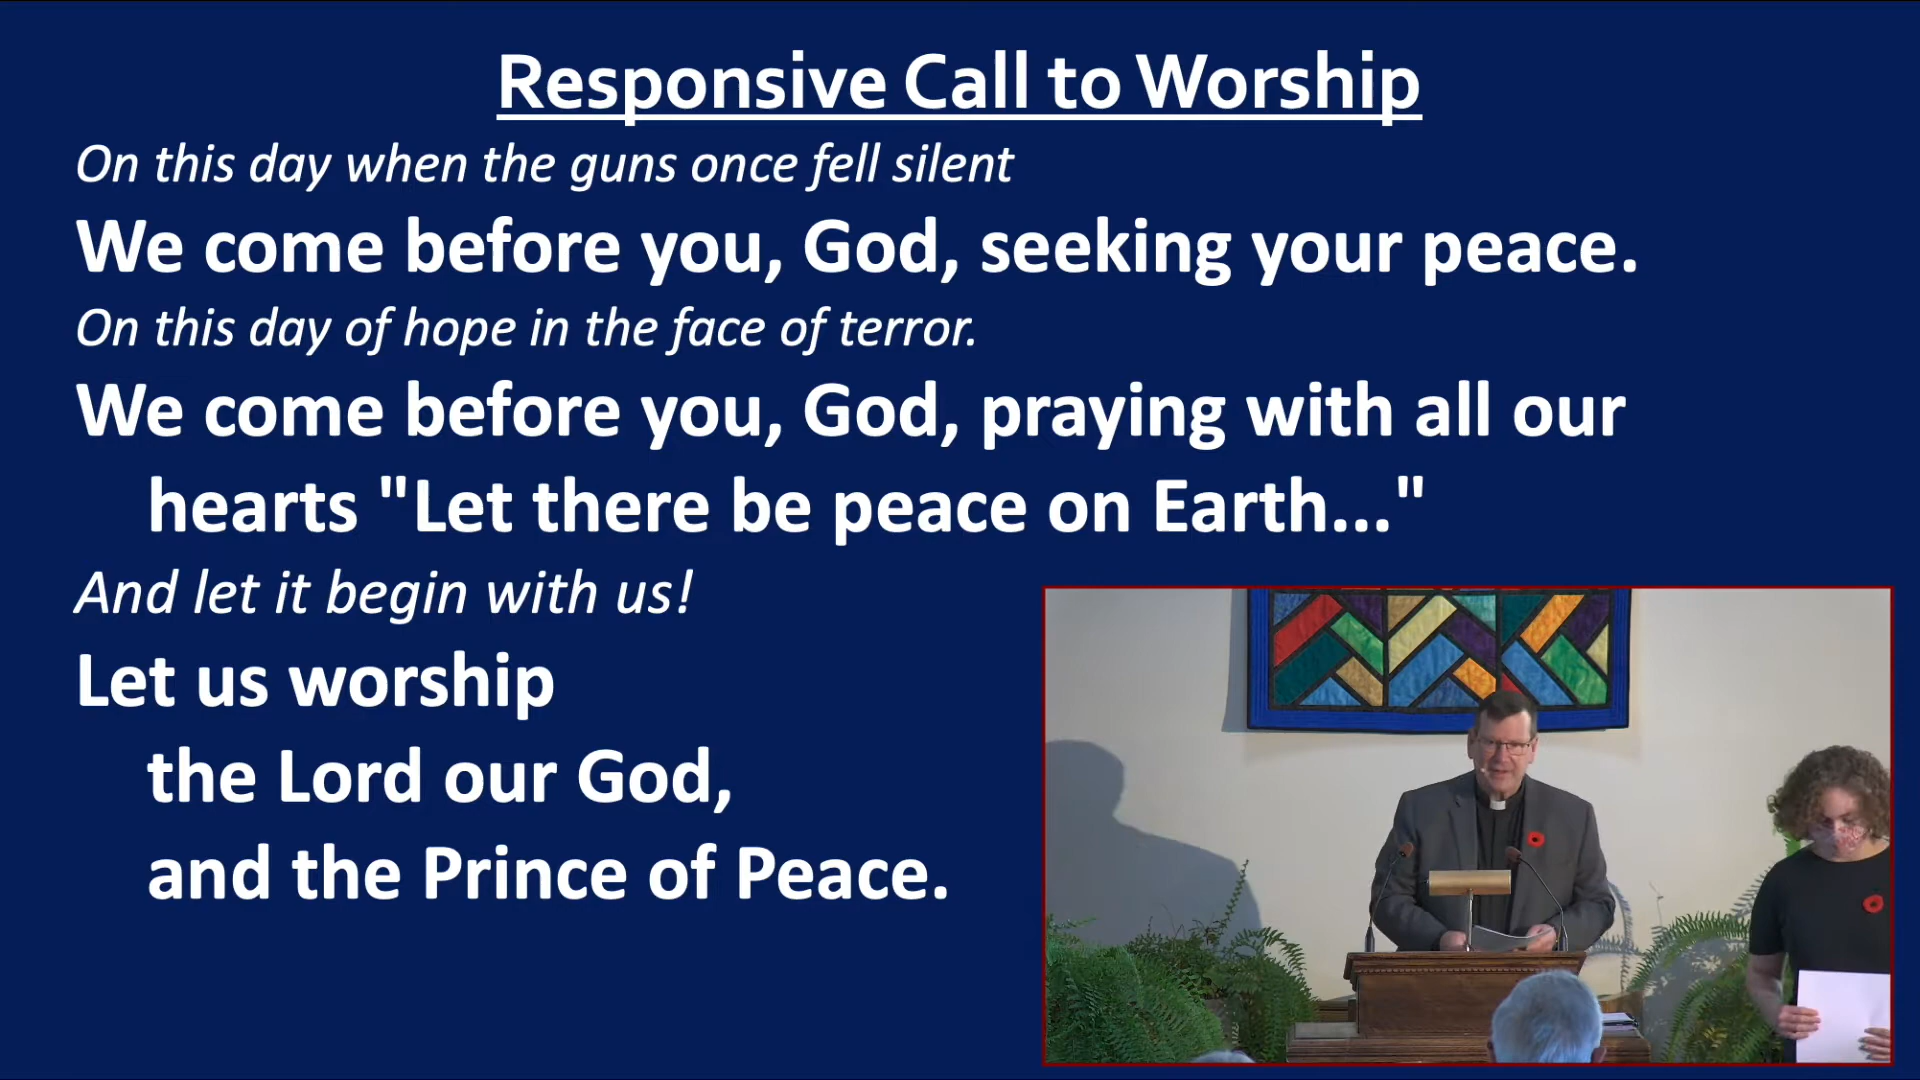 Responsive Call to Worship
On this day when the guns once fell silent
We come before you, God, seeking your peace.
On this day of hope in the face of terror.
We come before you, God, praying with all our
hearts "Let there be peace on Earth..."
And let it begin with us!
Let us worship
the Lord our God,
and the Prince of Peace.